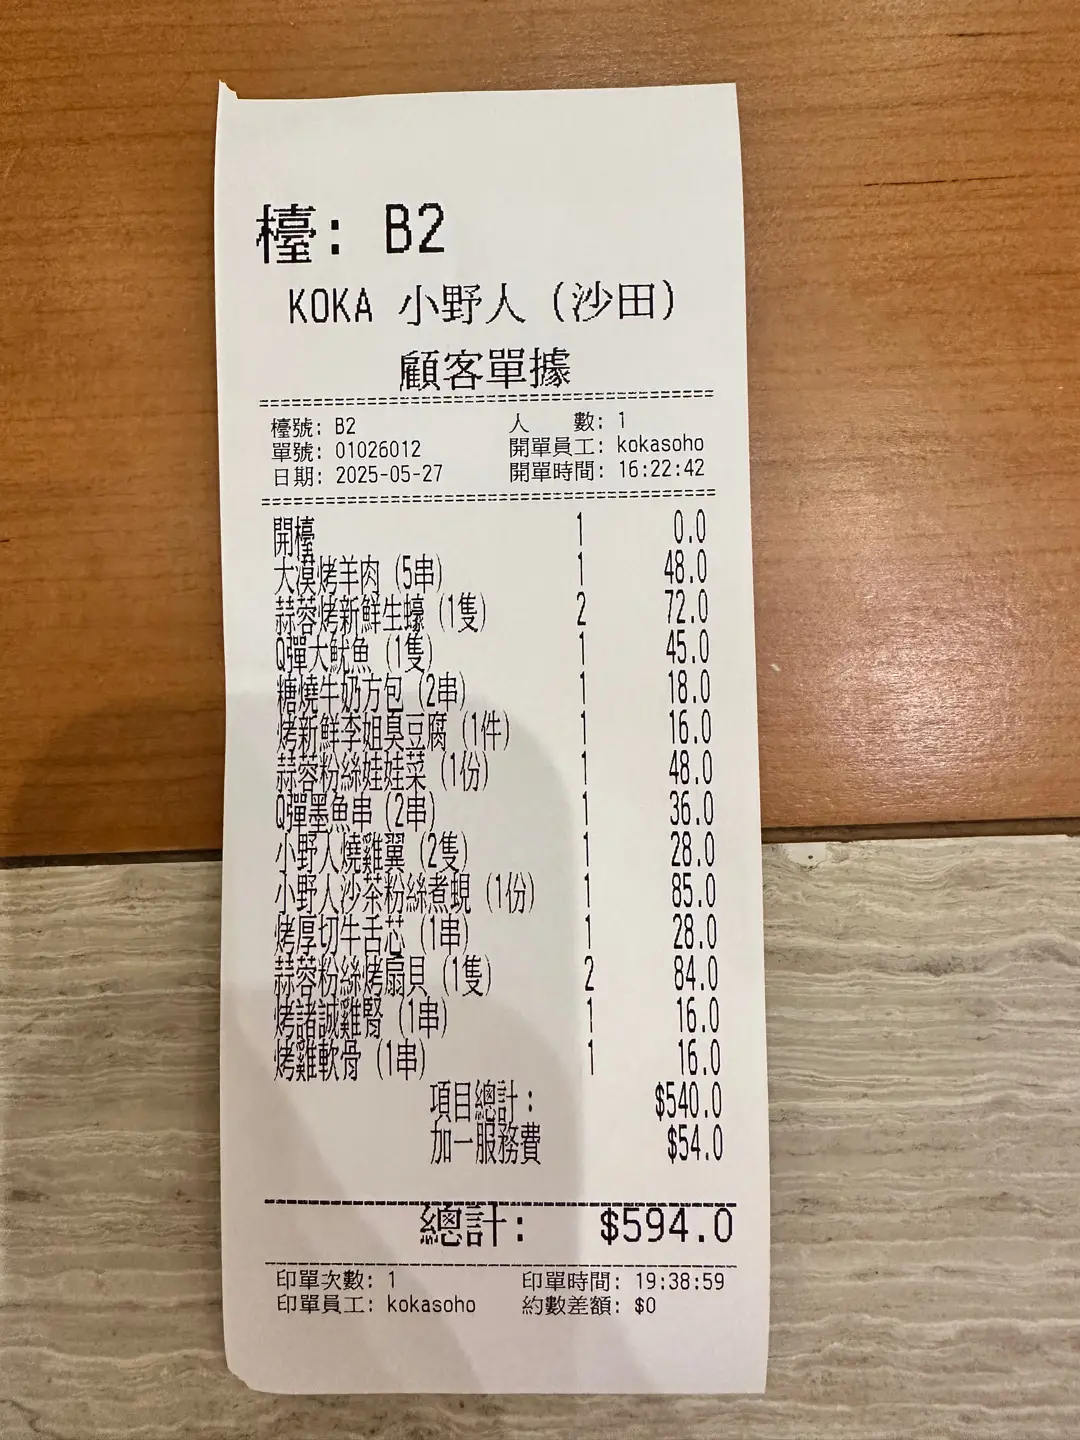 檯: B2
KOKA 小野人 (沙田)
顧客單據
檯號: B2 人 數: 1
單號: 01026012 開單員工: kokasoho
日期: 2025-05-27 開單時間: 16:22:42
開檯 1 0.0
大漠烤羊肉 (5串) 1 48.0
蒜蓉烤新鮮生蠔 (1隻) 2 72.0
Q彈大魷魚 (1隻) 1 45.0
糖燒牛奶方包 (2串) 1 18.0
烤新鮮李姐臭豆腐 (1件) 1 16.0
蒜蓉粉絲娃娃菜 (1份) 1 48.0
Q彈墨魚串 (2串) 1 36.0
小野人燒雞翼 (2隻) 1 28.0
小野人沙茶粉絲煮蜆 (1份) 1 85.0
烤厚切牛舌芯 (1串) 1 28.0
蒜蓉粉絲烤扇貝 (1隻) 2 84.0
烤諸誠雞腎 (1串) 1 16.0
烤雞軟骨 (1串) 1 16.0
項目總計: $540.0
加一服務費 $54.0
總計: $594.0
印單次數: 1 印單時間: 19:38:59
印單員工: kokasoho 約數差額: $0